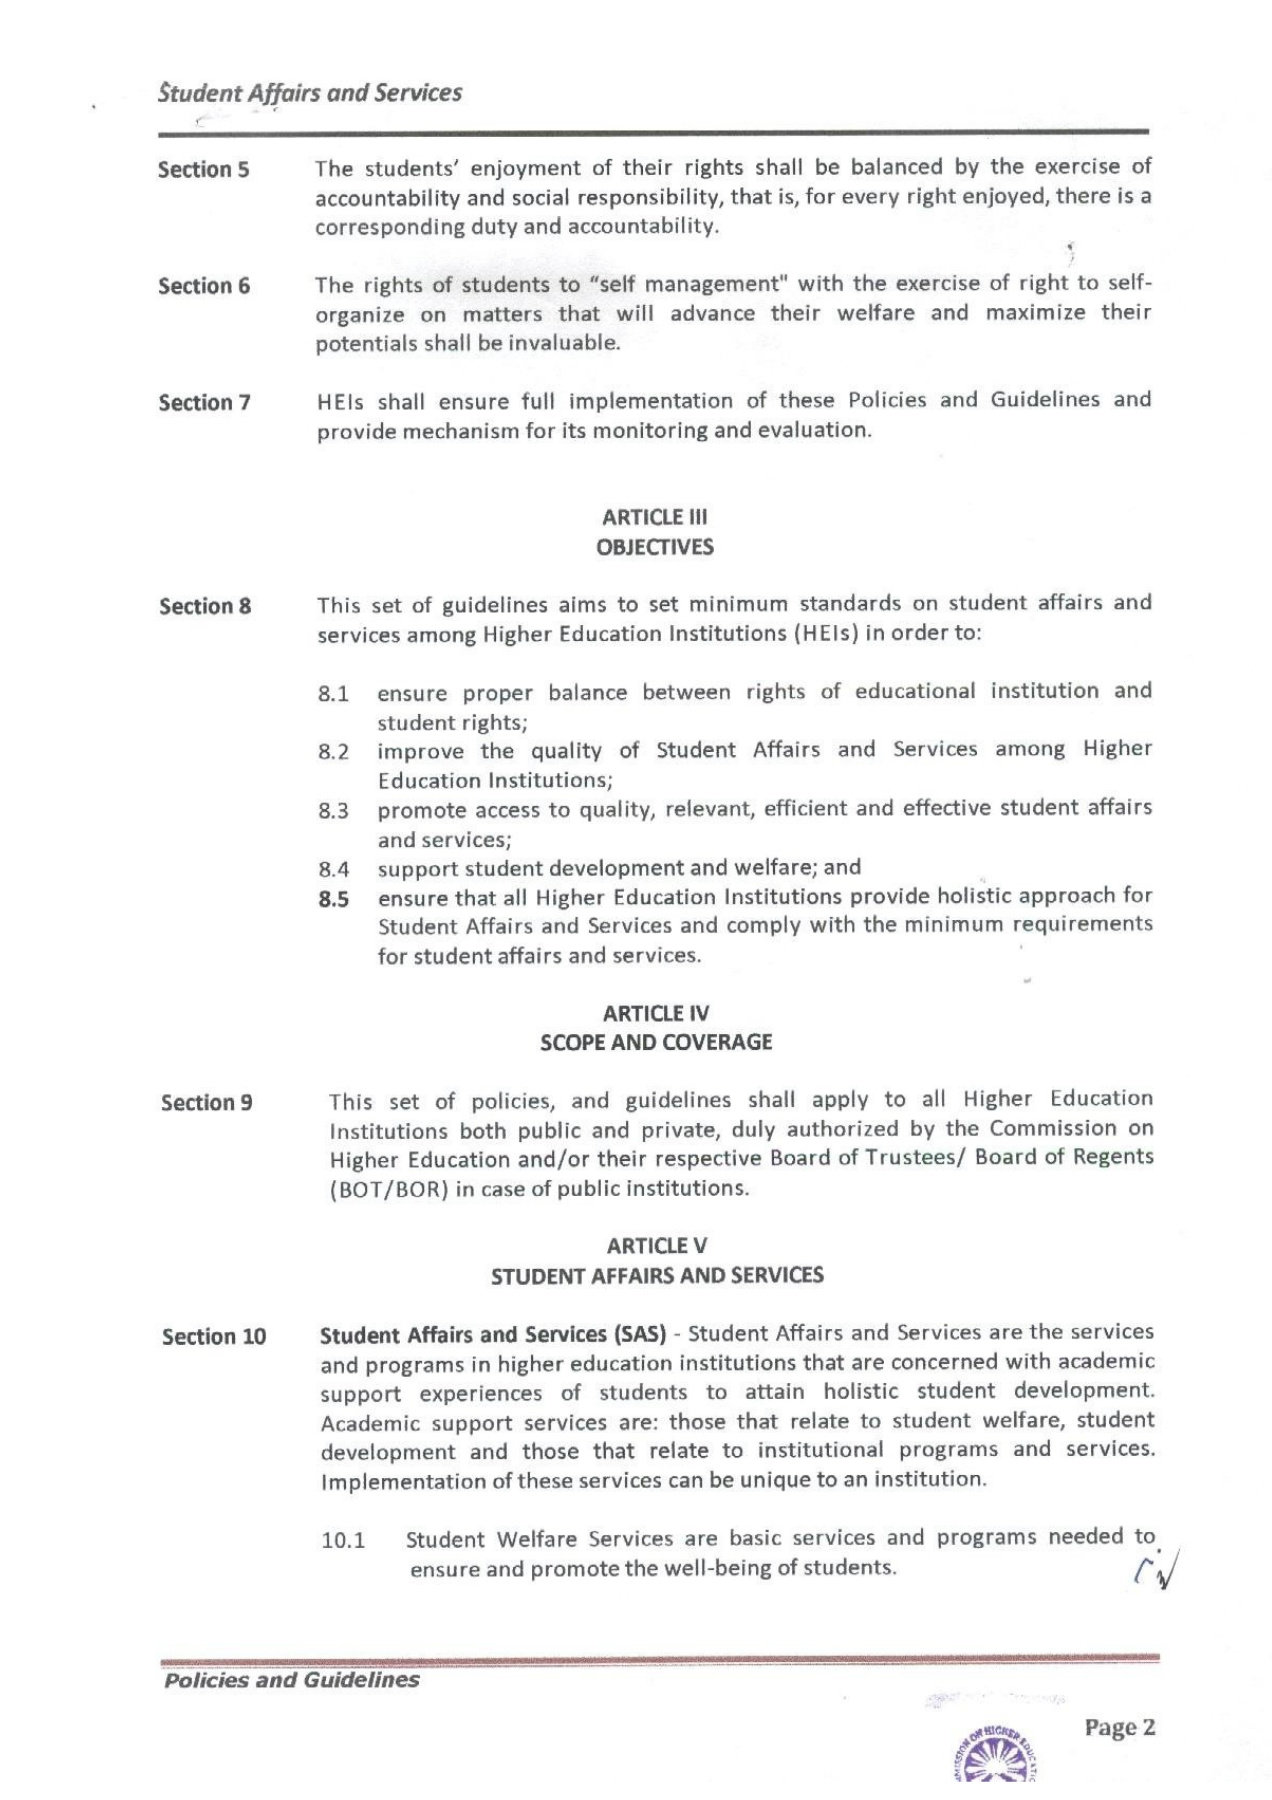 Student Affairs and Services
Section 5 The students' enjoyment of their rights shall be balanced by the exercise of
accountability and social responsibility, that is, for every right enjoyed, there is a
corresponding duty and accountability.
Section 6 The rights of students to "self management" with the exercise of right to self-
organize on matters that will advance their welfare and maximize their
potentials shall be invaluable.
Section 7 HEIs shall ensure full implementation of these Policies and Guidelines and
provide mechanism for its monitoring and evaluation.
ARTICLE III
OBJECTIVES
Section 8 This set of guidelines aims to set minimum standards on student affairs and
services among Higher Education Institutions (HEIs) in order to:
8.1 ensure proper balance between rights of educational institution and
student rights;
8.2 improve the quality of Student Affairs and Services among Higher
Education Institutions;
8.3 promote access to quality, relevant, efficient and effective student affairs
and services;
8.4 support student development and welfare; and
8.5 ensure that all Higher Education Institutions provide holistic approach for
Student Affairs and Services and comply with the minimum requirements
for student affairs and services.
ARTICLE IV
SCOPE AND COVERAGE
Section 9 This set of policies, and guidelines shall apply to all Higher Education
Institutions both public and private, duly authorized by the Commission on
Higher Education and/or their respective Board of Trustees/ Board of Regents
(BOT/BOR) in case of public institutions.
ARTICLE V
STUDENT AFFAIRS AND SERVICES
Section 10 Student Affairs and Services (SAS) - Student Affairs and Services are the services
and programs in higher education institutions that are concerned with academic
support experiences of students to attain holistic student development.
Academic support services are: those that relate to student welfare, student
development and those that relate to institutional programs and services.
Implementation of these services can be unique to an institution.
10.1 Student Welfare Services are basic services and programs needed to
ensure and promote the well-being of students.
Policies and Guidelines
Page 2
ON HIGHER